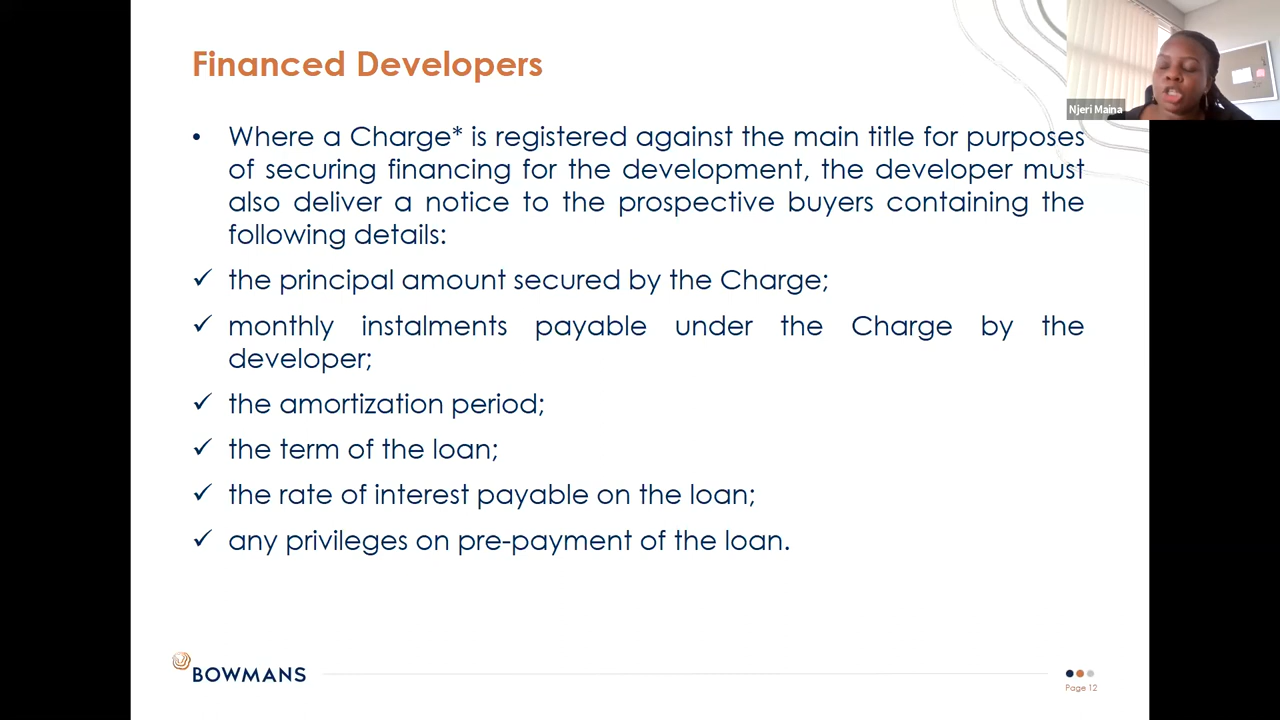 Financed Developers
Njeri Maina
• Where a Charge* is registered against the main title for purposes
of securing financing for the development, the developer must
also deliver a notice to the prospective buyers containing the
following details:
✓ the principal amount secured by the Charge;
✓ monthly instalments payable under the Charge by the
developer;
✓ the amortization period;
✓ the term of the loan;
✓ the rate of interest payable on the loan;
✓ any privileges on pre-payment of the loan.
BOWMANS
Page 12